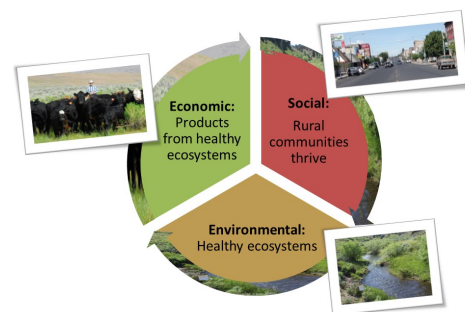 Economic:
Products
from healthy
ecosystems
Social:
Rural
communities
thrive
Environmental:
Healthy ecosystems